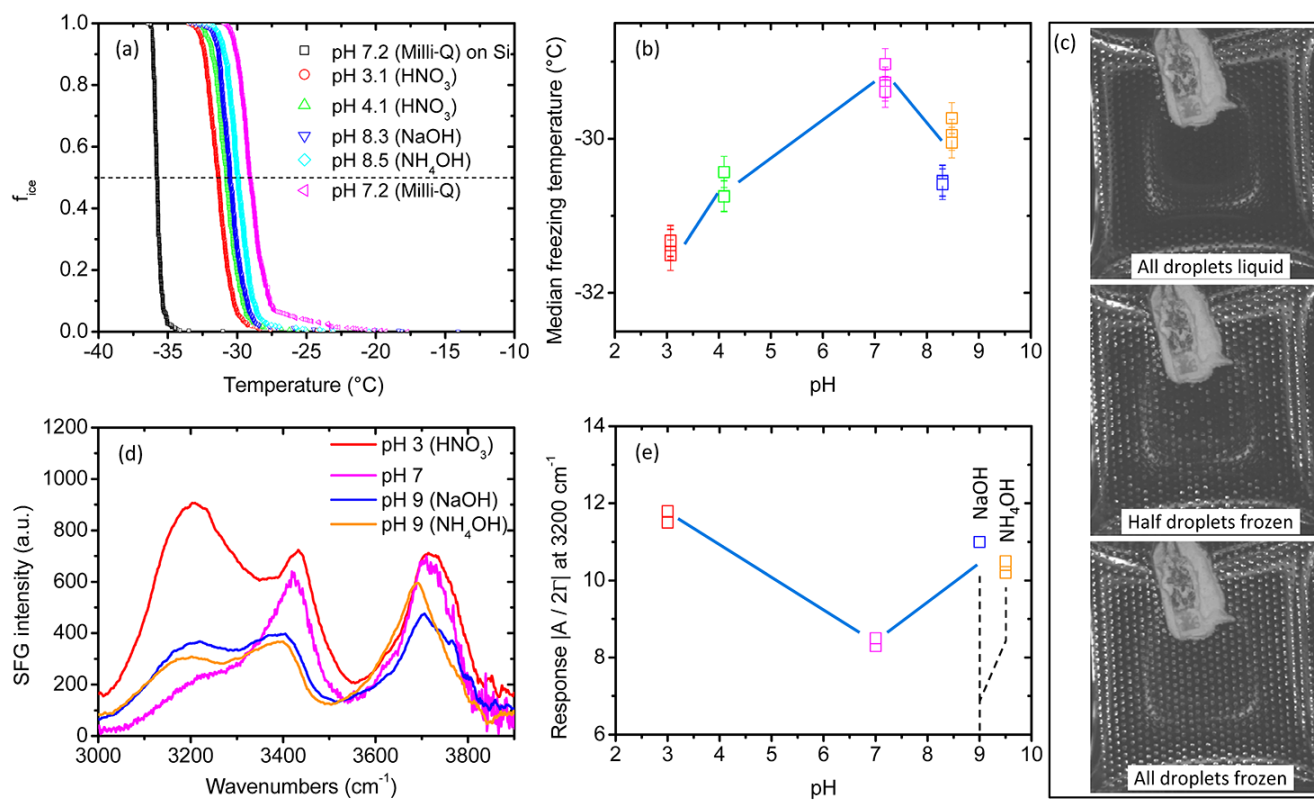 (a)
pH 7.2 (Milli-Q) on Si
pH 3.1 (HNO₃)
pH 4.1 (HNO₃)
pH 8.3 (NaOH)
pH 8.5 (NH₄OH)
pH 7.2 (Milli-Q)
1.0
0.8
0.6
0.4
0.2
0.0
f_ice
-40 -35 -30 -25 -20 -15 -10
Temperature (°C)
(b)
Median freezing temperature (°C)
-30
-32
2 3 4 5 6 7 8 9 10
pH
(c)
All droplets liquid
Half droplets frozen
All droplets frozen
(d)
pH 3 (HNO₃)
pH 7
pH 9 (NaOH)
pH 9 (NH₄OH)
SFG intensity (a.u.)
1200
1000
800
600
400
200
0
3000 3200 3400 3600 3800
Wavenumbers (cm⁻¹)
(e)
Response |A / 2Γ| at 3200 cm⁻¹
14
12
10
8
6
NaOH
NH₄OH
2 3 4 5 6 7 8 9 10
pH